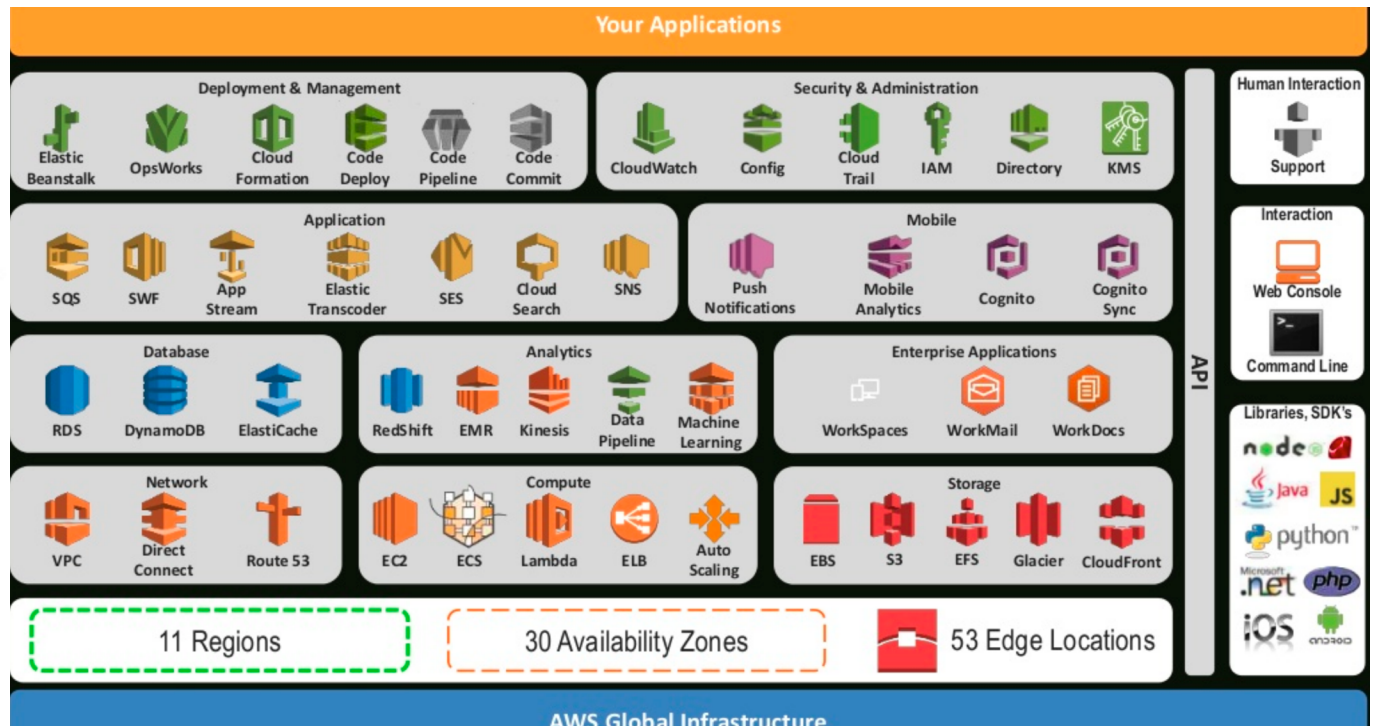 Your Applications
Deployment & Management
Elastic
Beanstalk
OpsWorks
Cloud
Formation
Code
Deploy
Code
Pipeline
Code
Commit
Security & Administration
CloudWatch
Config
Cloud
Trail
IAM
Directory
KMS
Application
SQS
SWF
App
Stream
Elastic
Transcoder
SES
Cloud
Search
SNS
Mobile
Push
Notifications
Mobile
Analytics
Cognito
Cognito
Sync
Database
RDS
DynamoDB
ElastiCache
Analytics
RedShift
EMR
Kinesis
Data
Pipeline
Machine
Learning
Enterprise Applications
WorkSpaces
WorkMail
WorkDocs
Network
VPC
Direct
Connect
Route 53
Compute
EC2
ECS
Lambda
ELB
Auto
Scaling
Storage
EBS
S3
EFS
Glacier
CloudFront
11 Regions
30 Availability Zones
53 Edge Locations
API
Human Interaction
Support
Interaction
Web Console
>_
Command Line
Libraries, SDK's
node
Java
JS
python™
Microsoft
.net
php
iOS
android
AWS Global Infrastructure